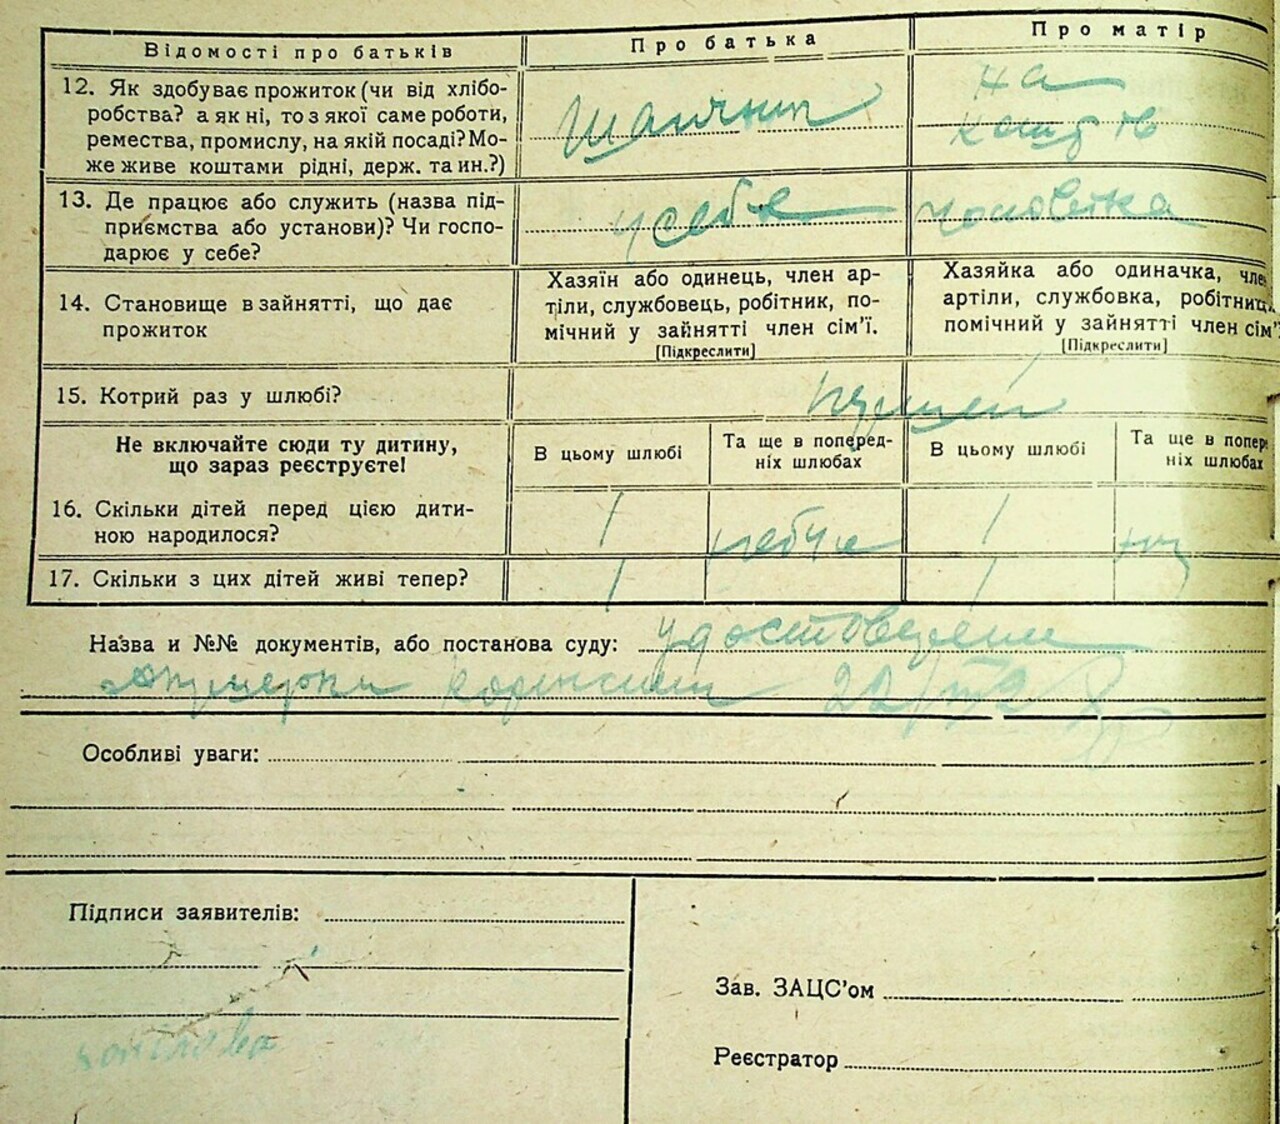 Відомості про батьків
Про батька
Про матір
12. Як здобуває прожиток (чи від хлібо-
робства? а як ні, то з якої саме роботи,
ремества, промислу, на якій посаді? Мо-
же живе коштами рідні, держ. та ин.?)
на
кошт
13. Де працює або служить (назва під-
приємства або установи)? Чи госпо-
дарює у себе?
у себе
чоловіка
14. Становище в зайнятті, що дає
прожиток
Хазяїн або одинець, член ар-
тіли, службовець, робітник, по-
мічний у зайнятті член сім’ї.
[Підкреслити]
Хазяйка або одиначка, член
артіли, службовка, робітниця,
помічний у зайнятті член сім’ї
[Підкреслити]
15. Котрий раз у шлюбі?
Не включайте сюди ту дитину,
що зараз реєструєте!
В цьому шлюбі
Та ще в поперед-
ніх шлюбах
В цьому шлюбі
Та ще в попер
ніх шлюбах
16. Скільки дітей перед цією дити-
ною народилося?
1
1
17. Скільки з цих дітей живі тепер?
1
1
Назва и №№ документів, або постанова суду:
Особливі уваги:
Підписи заявителів:
Зав. ЗАЦС’ом
Реєстратор